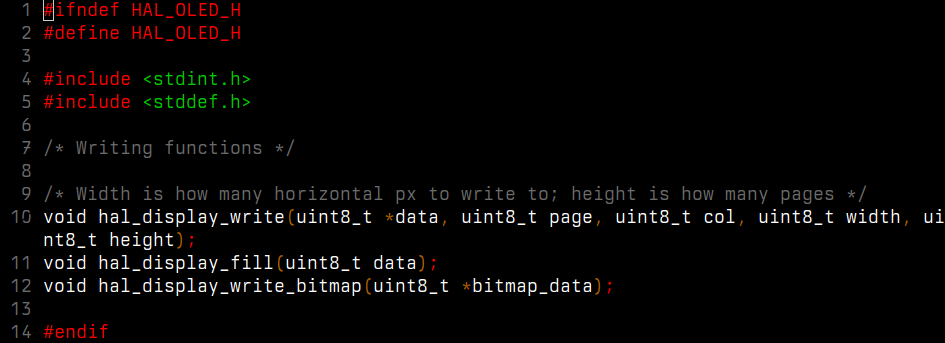 1 #ifndef HAL_OLED_H
2 #define HAL_OLED_H
3
4 #include <stdint.h>
5 #include <stddef.h>
6
7 /* Writing functions */
8
9 /* Width is how many horizontal px to write to; height is how many pages */
10 void hal_display_write(uint8_t *data, uint8_t page, uint8_t col, uint8_t width, ui
nt8_t height);
11 void hal_display_fill(uint8_t data);
12 void hal_display_write_bitmap(uint8_t *bitmap_data);
13
14 #endif